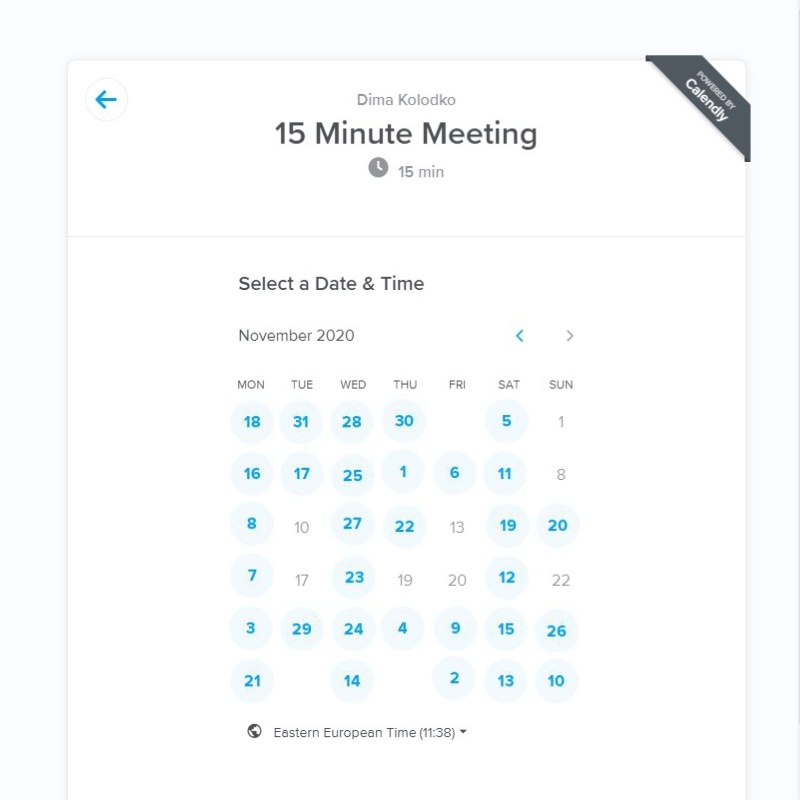 POWERED BY
Calendly
Dima Kolodko
15 Minute Meeting
15 min
Select a Date & Time
November 2020
MON TUE WED THU FRI SAT SUN
18 31 28 30 5 1
16 17 25 1 6 11 8
8 10 27 22 13 19 20
7 17 23 19 20 12 22
3 29 24 4 9 15 26
21 14 2 13 10
Eastern European Time (11:38)